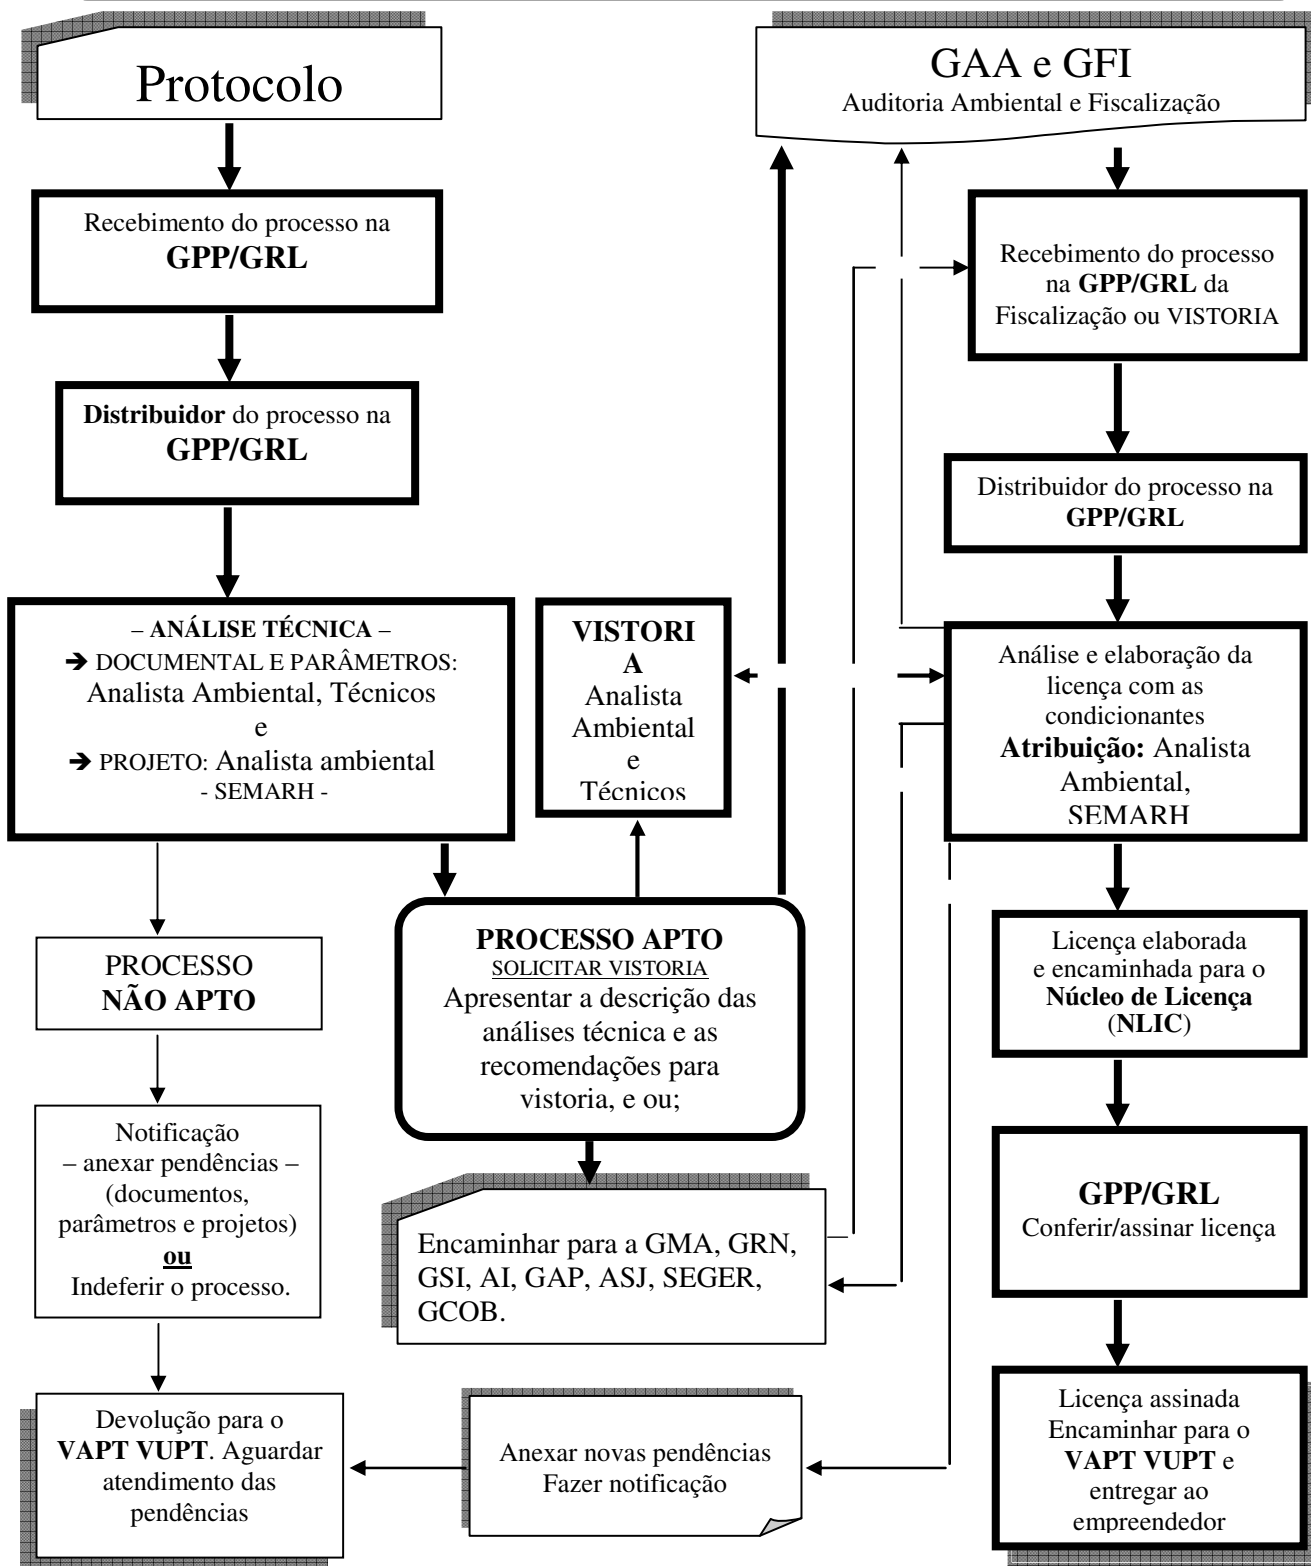 Protocolo
Recebimento do processo na
GPP/GRL
Distribuidor do processo na
GPP/GRL
– ANÁLISE TÉCNICA –
➔ DOCUMENTAL E PARÂMETROS:
Analista Ambiental, Técnicos
e
➔ PROJETO: Analista ambiental
- SEMARH -
PROCESSO
NÃO APTO
Notificação
– anexar pendências –
(documentos,
parâmetros e projetos)
ou
Indeferir o processo.
Devolução para o
VAPT VUPT. Aguardar
atendimento das
pendências
VISTORI
A
Analista
Ambiental
e
Técnicos
PROCESSO APTO
SOLICITAR VISTORIA
Apresentar a descrição das
análises técnica e as
recomendações para
vistoria, e ou;
Encaminhar para a GMA, GRN,
GSI, AI, GAP, ASJ, SEGER,
GCOB.
Anexar novas pendências
Fazer notificação
GAA e GFI
Auditoria Ambiental e Fiscalização
Recebimento do processo
na GPP/GRL da
Fiscalização ou VISTORIA
Distribuidor do processo na
GPP/GRL
Análise e elaboração da
licença com as
condicionantes
Atribuição: Analista
Ambiental,
SEMARH
Licença elaborada
e encaminhada para o
Núcleo de Licença
(NLIC)
GPP/GRL
Conferir/assinar licença
Licença assinada
Encaminhar para o
VAPT VUPT e
entregar ao
empreendedor